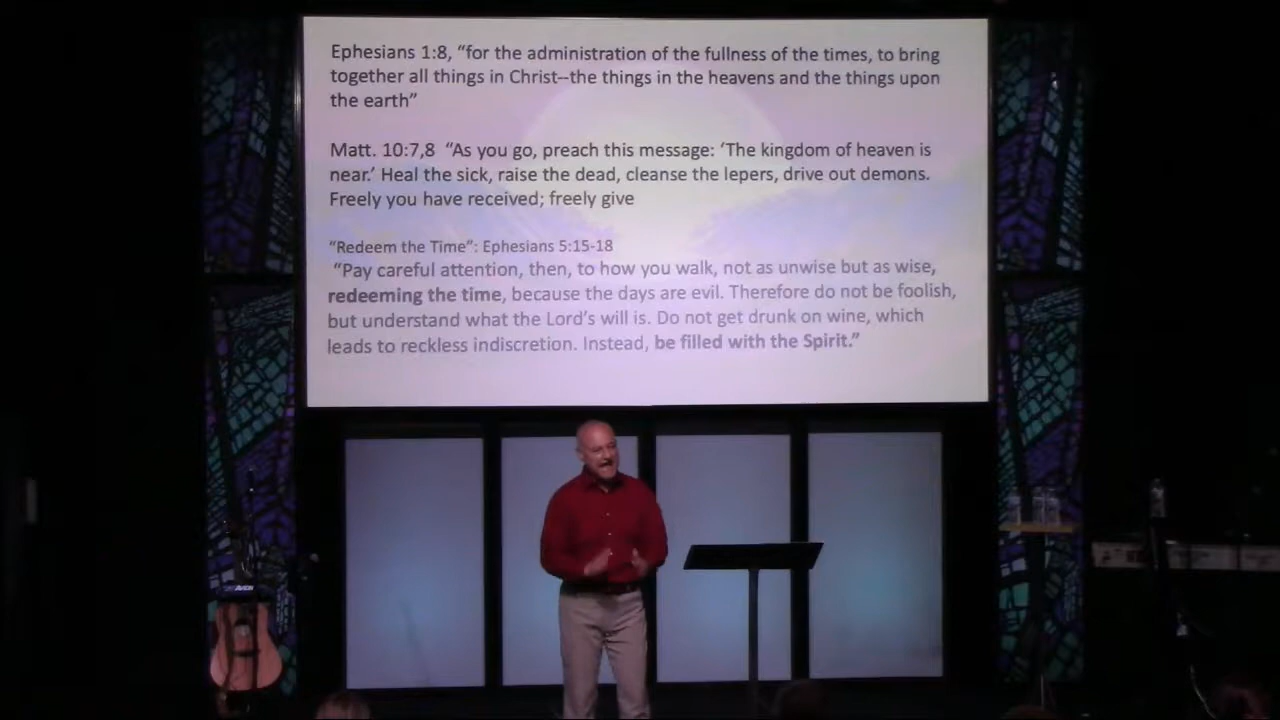 Ephesians 1:8, “for the administration of the fullness of the times, to bring
together all things in Christ--the things in the heavens and the things upon
the earth”
Matt. 10:7,8 “As you go, preach this message: ‘The kingdom of heaven is
near.’ Heal the sick, raise the dead, cleanse the lepers, drive out demons.
Freely you have received; freely give
“Redeem the Time”: Ephesians 5:15-18
“Pay careful attention, then, to how you walk, not as unwise but as wise,
redeeming the time, because the days are evil. Therefore do not be foolish,
but understand what the Lord’s will is. Do not get drunk on wine, which
leads to reckless indiscretion. Instead, be filled with the Spirit.”